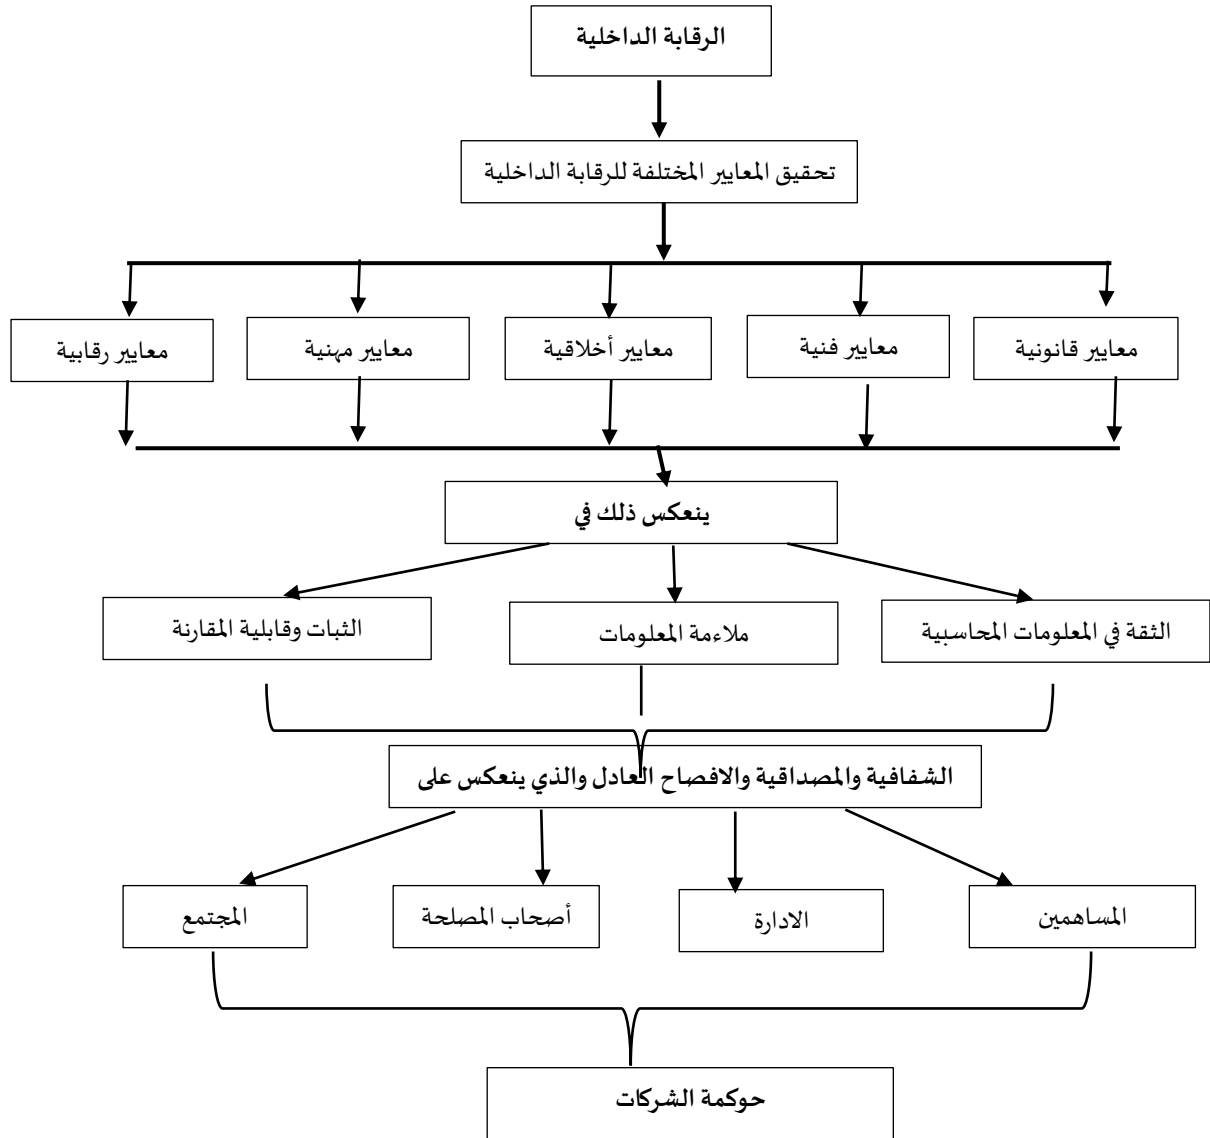 الرقابة الداخلية
تحقيق المعايير المختلفة للرقابة الداخلية
معايير قانونية
معايير فنية
معايير أخلاقية
معايير مهنية
معايير رقابية
ينعكس ذلك في
الثقة في المعلومات المحاسبية
ملاءمة المعلومات
الثبات وقابلية المقارنة
الشفافية والمصداقية والافصاح العادل والذي ينعكس على
المساهمين
الادارة
أصحاب المصلحة
المجتمع
حوكمة الشركات